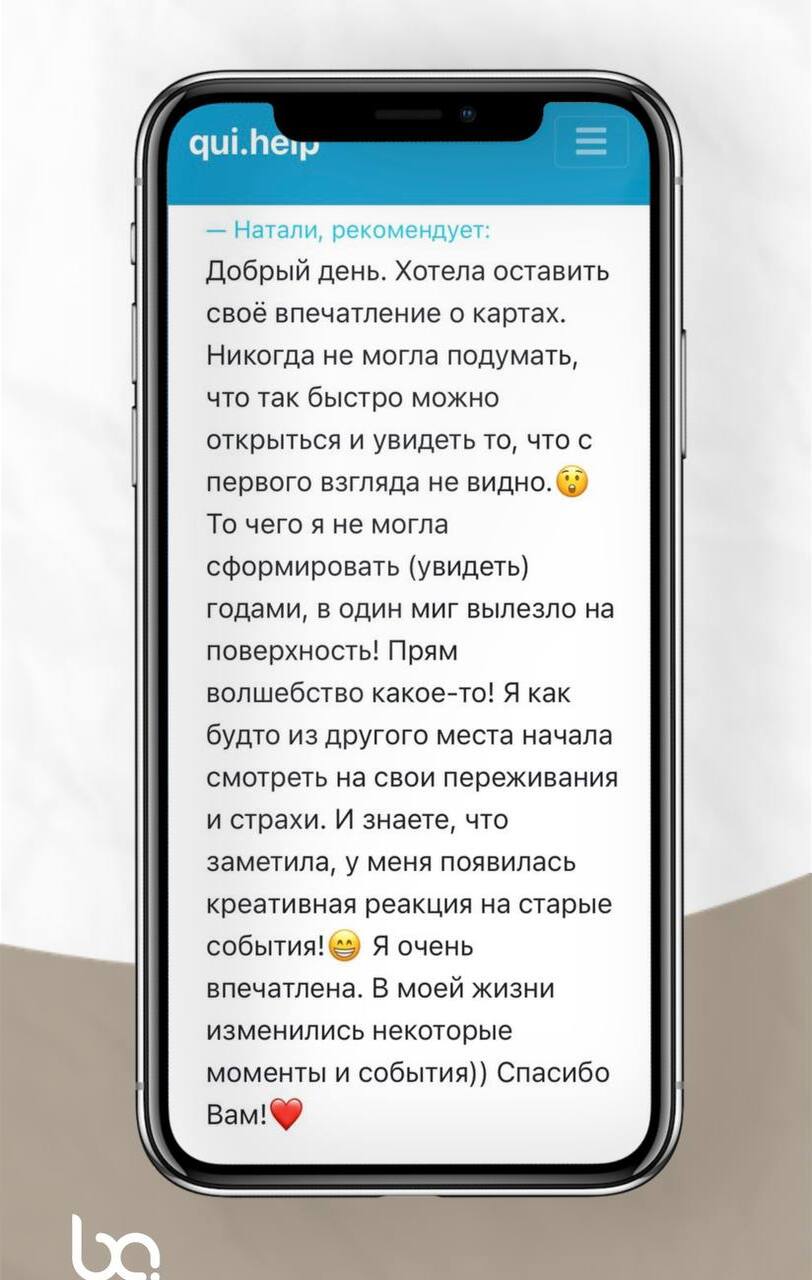 qui.help
— Натали, рекомендует:
Добрый день. Хотела оставить
своё впечатление о картах.
Никогда не могла подумать,
что так быстро можно
открыться и увидеть то, что с
первого взгляда не видно.😲
То чего я не могла
сформировать (увидеть)
годами, в один миг вылезло на
поверхность! Прям
волшебство какое-то! Я как
будто из другого места начала
смотреть на свои переживания
и страхи. И знаете, что
заметила, у меня появилась
креативная реакция на старые
события!😁 Я очень
впечатлена. В моей жизни
изменились некоторые
моменты и события)) Спасибо
Вам!❤️